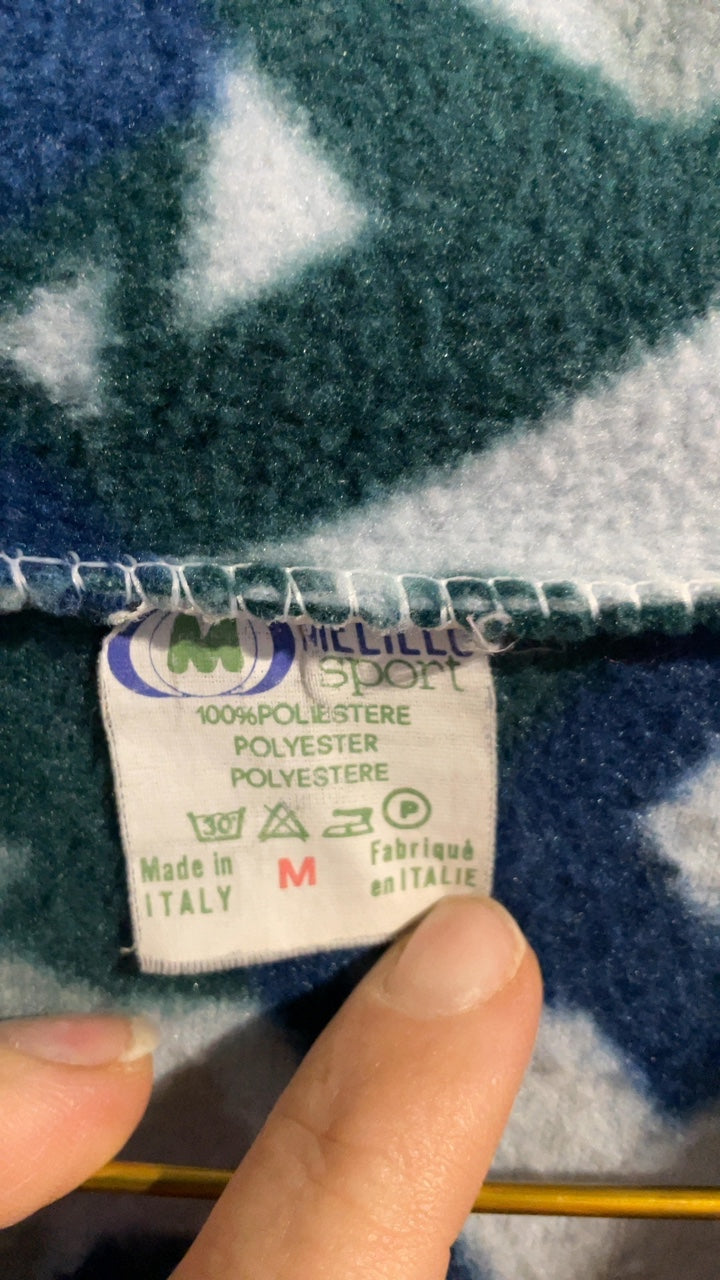 M
sport
100%POLIESTERE
POLYESTER
POLYESTERE
30° P
Made in
ITALY
M
Fabriqué
en ITALIE